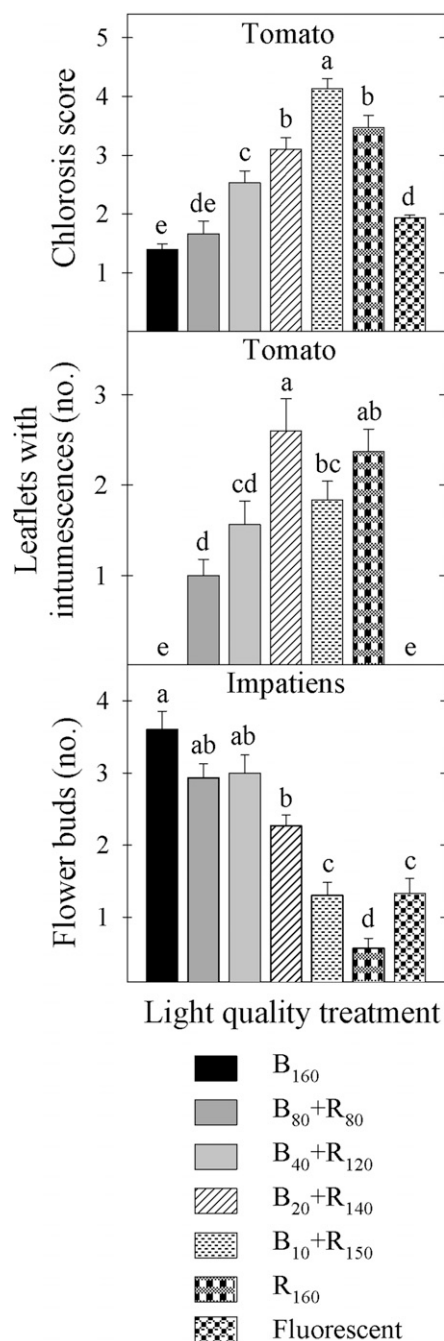 Tomato
Chlorosis score
5
4
3
2
1
e
de
c
b
a
b
d
Tomato
Leaflets with
intumescences (no.)
3
2
1
e
d
cd
a
bc
ab
e
Impatiens
Flower buds (no.)
4
3
2
1
a
ab
ab
b
c
d
c
Light quality treatment
B₁₆₀
B₈₀+R₈₀
B₄₀+R₁₂₀
B₂₀+R₁₄₀
B₁₀+R₁₅₀
R₁₆₀
Fluorescent